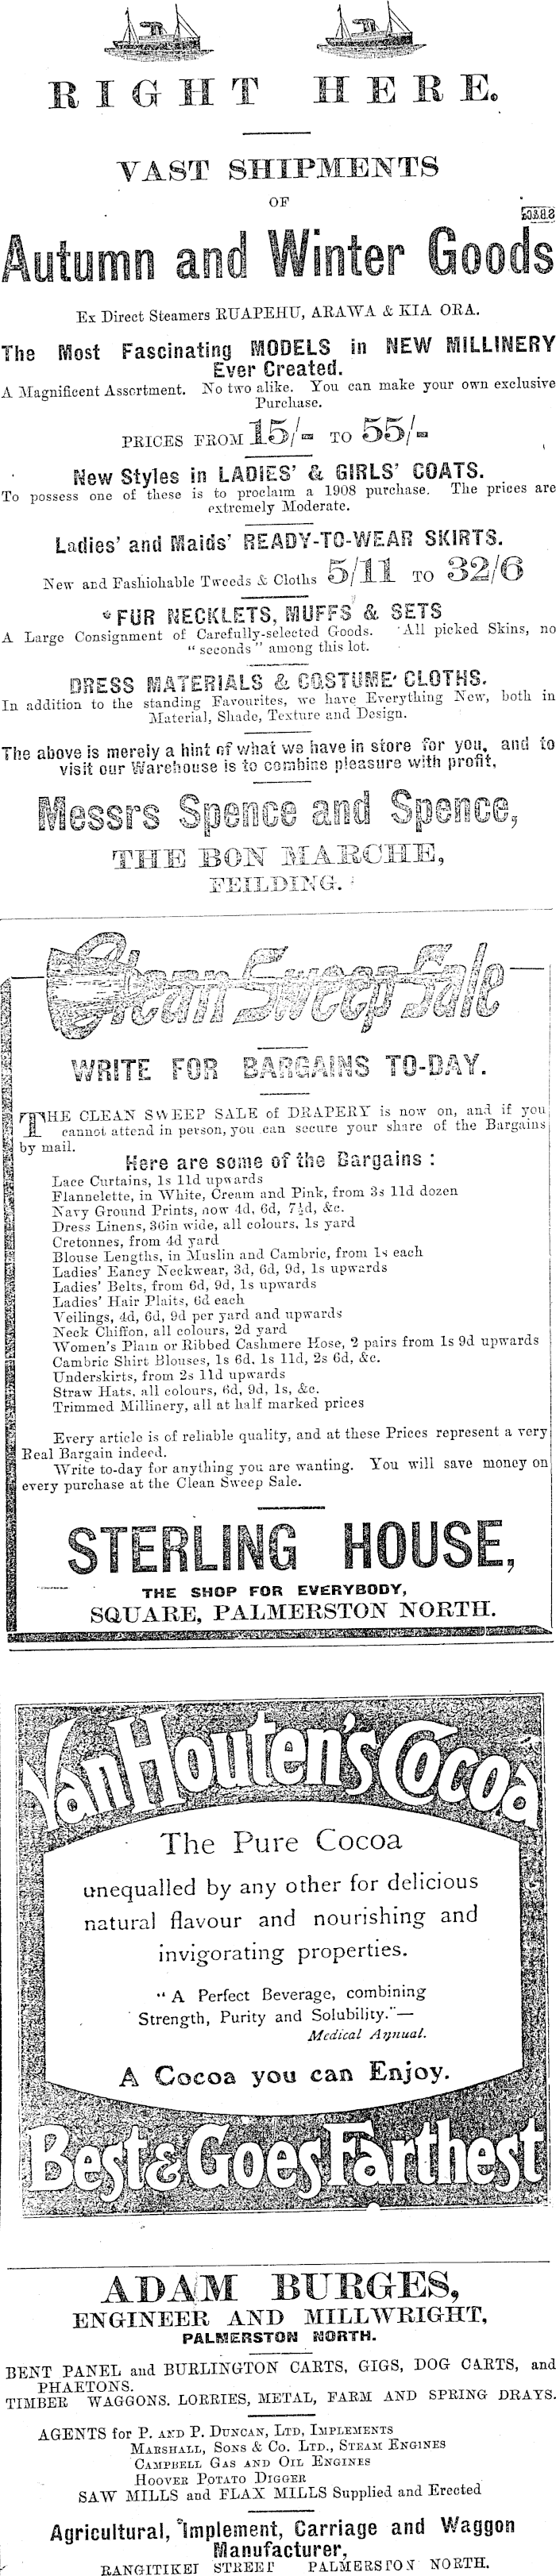 RIGHT HERE.
VAST SHIPMENTS
OF
Autumn and Winter Goods
Ex Direct Steamers RUAPEHU, ARAWA & KIA ORA.
The Most Fascinating MODELS in NEW MILLINERY
Ever Created.
A Magnificent Assortment. No two alike. You can make your own exclusive
Purchase.
PRICES FROM 15/- TO 55/-
New Styles in LADIES' & GIRLS' COATS.
To possess one of these is to proclaim a 1908 purchase. The prices are
extremely Moderate.
Ladies' and Maids' READY-TO-WEAR SKIRTS.
New and Fashiohable Tweeds & Cloths 5/11 TO 32/6
FUR NECKLETS, MUFFS & SETS
A Large Consignment of Carefully-selected Goods. All picked Skins, no
"seconds" among this lot.
DRESS MATERIALS & COSTUME CLOTHS.
In addition to the standing Favourites, we have Everything New, both in
Material, Shade, Texture and Design.
The above is merely a hint of what we have in store for you, and to
visit our Warehouse is to combine pleasure with profit.
Messrs Spence and Spence,
THE BON MARCHE,
FEILDING.
Clean Sweep Sale
WRITE FOR BARGAINS TO-DAY.
THE CLEAN SWEEP SALE of DRAPERY is now on, and if you
cannot attend in person, you can secure your share of the Bargains
by mail.
Here are some of the Bargains :
Lace Curtains, 1s 11d upwards
Flannelette, in White, Cream and Pink, from 3s 11d dozen
Navy Ground Prints, now 4d, 6d, 7½d, &c.
Dress Linens, 36in wide, all colours, 1s yard
Cretonnes, from 4d yard
Blouse Lengths, in Muslin and Cambric, from 1s each
Ladies' Eancy Neckwear, 3d, 6d, 9d, 1s upwards
Ladies' Belts, from 6d, 9d, 1s upwards
Ladies' Hair Plaits, 6d each
Veilings, 4d, 6d, 9d per yard and upwards
Neck Chiffon, all colours, 2d yard
Women's Plain or Ribbed Cashmere Hose, 2 pairs from 1s 9d upwards
Cambric Shirt Blouses, 1s 6d. 1s 11d, 2s 6d, &c.
Underskirts, from 2s 11d upwards
Straw Hats, all colours, 6d, 9d, 1s, &c.
Trimmed Millinery, all at half marked prices
Every article is of reliable quality, and at these Prices represent a very
Real Bargain indeed.
Write to-day for anything you are wanting. You will save money on
every purchase at the Clean Sweep Sale.
STERLING HOUSE,
THE SHOP FOR EVERYBODY,
SQUARE, PALMERSTON NORTH.
Van Houten's Cocoa
The Pure Cocoa
unequalled by any other for delicious
natural flavour and nourishing and
invigorating properties.
"A Perfect Beverage, combining
Strength, Purity and Solubility."—
Medical Annual.
A Cocoa you can Enjoy.
Best & Goes Farthest
ADAM BURGES,
ENGINEER AND MILLWRIGHT,
PALMERSTON NORTH.
BENT PANEL and BURLINGTON CARTS, GIGS, DOG CARTS, and
PHAETONS.
TIMBER WAGGONS. LORRIES, METAL, FARM AND SPRING DRAYS.
AGENTS for P. AND P. DUNCAN, LTD, IMPLEMENTS
MARSHALL, SONS & CO. LTD., STEAM ENGINES
CAMPBELL GAS AND OIL ENGINES
HOOVER POTATO DIGGER
SAW MILLS and FLAX MILLS Supplied and Erected
Agricultural, Implement, Carriage and Waggon
Manufacturer,
RANGITIKEI STREET PALMERSTON NORTH.